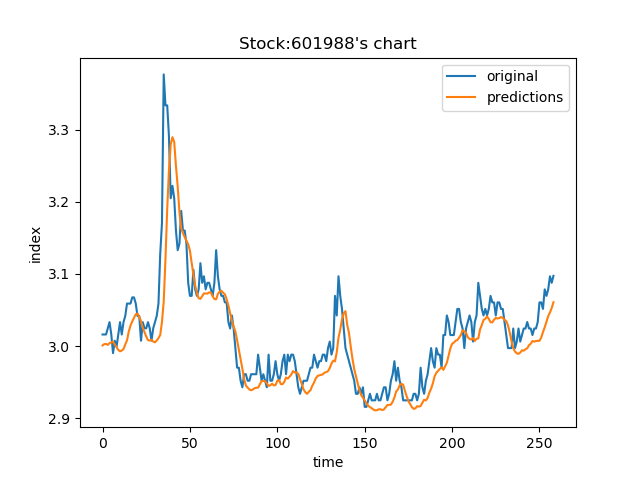 Stock:601988's chart
original
predictions
3.3
3.2
3.1
3.0
2.9
index
0 50 100 150 200 250
time